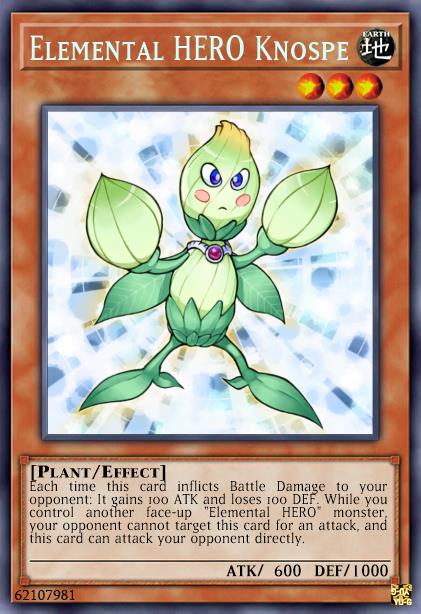 Elemental HERO Knospe
EARTH
地
[Plant/Effect]
Each time this card inflicts Battle Damage to your
opponent: It gains 100 ATK and loses 100 DEF. While you
control another face-up "Elemental HERO" monster,
your opponent cannot target this card for an attack, and
this card can attack your opponent directly.
ATK/ 600 DEF/1000
62107981